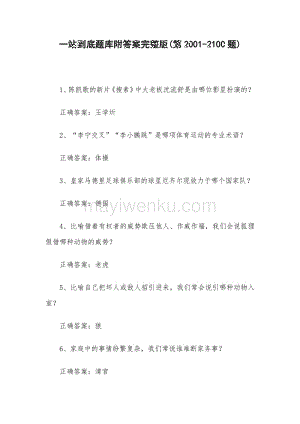 一站到底题库附答案完整版(第2001-2100题)
1、陈凯歌的新片《搜索》中大老板沈流舒是由哪位影星扮演的？
正确答案：王学圻
2、“李宁交叉”“李小鹏跳”是哪项体育运动的专业术语？
正确答案：体操
3、皇家马德里足球俱乐部的球星厄齐尔现效力于哪个国家队？
正确答案：德国
mayiwenku.com
4、比喻借着有权者的威势欺压他人、作威作福，我们会说狐狸
假借哪种动物的威势？
正确答案：老虎
5、比喻自己把坏人或敌人招引进来，我们常会说引哪种动物入
室？
正确答案：狼
6、家庭中的事情纷繁复杂，我们常说谁难断家务事？
正确答案：清官